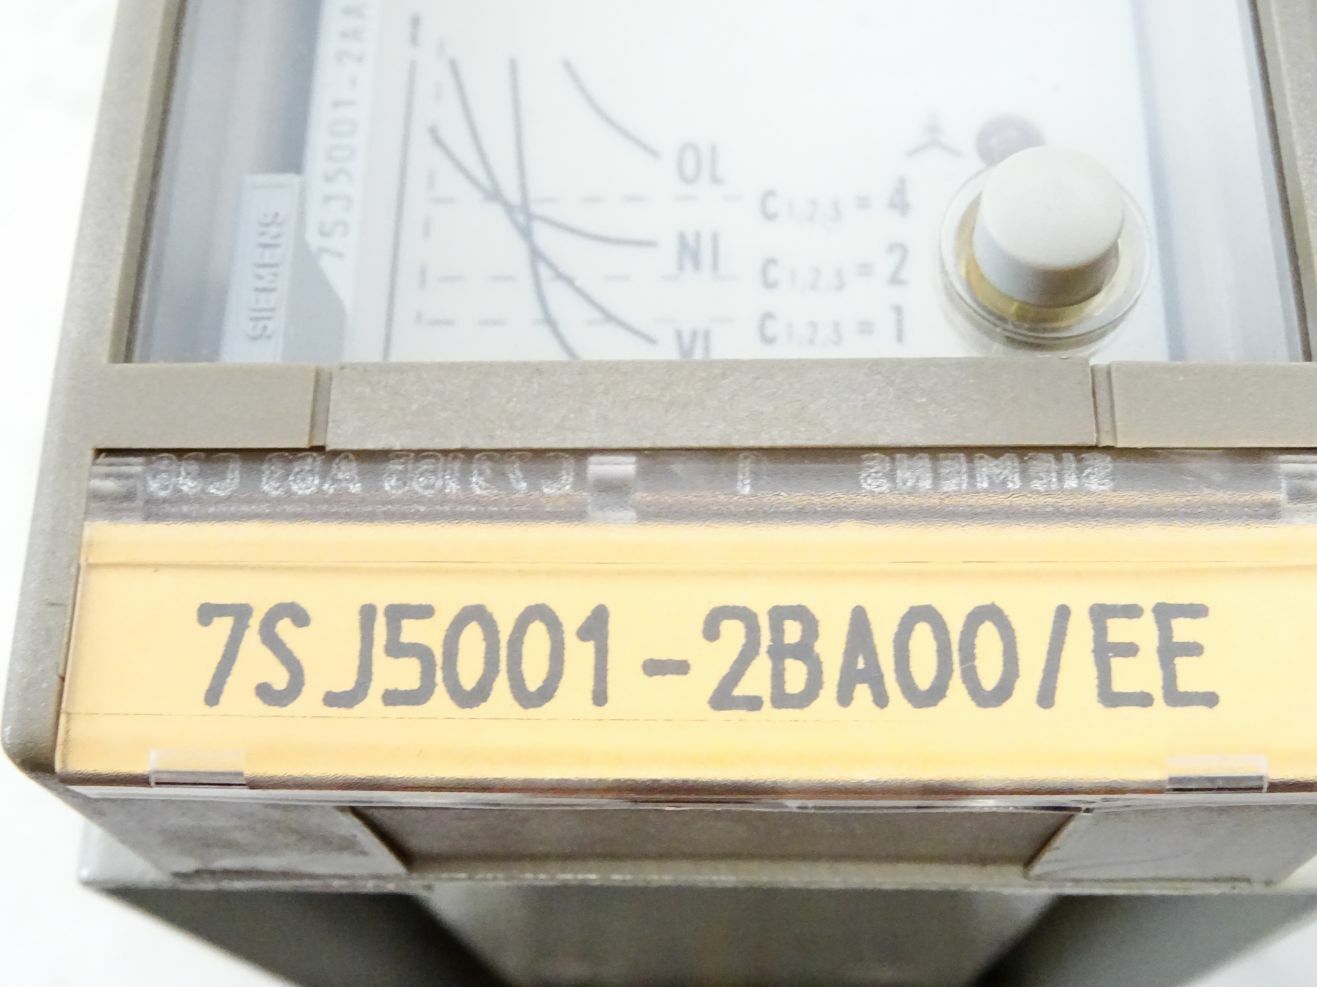 7SJ5001-2AA
SIEMENS
OL
NI
VI
C1,2,3 = 4
C1,2,3 = 2
C1,2,3 = 1
SIEMENS
7SJ5001-2BA00/EE